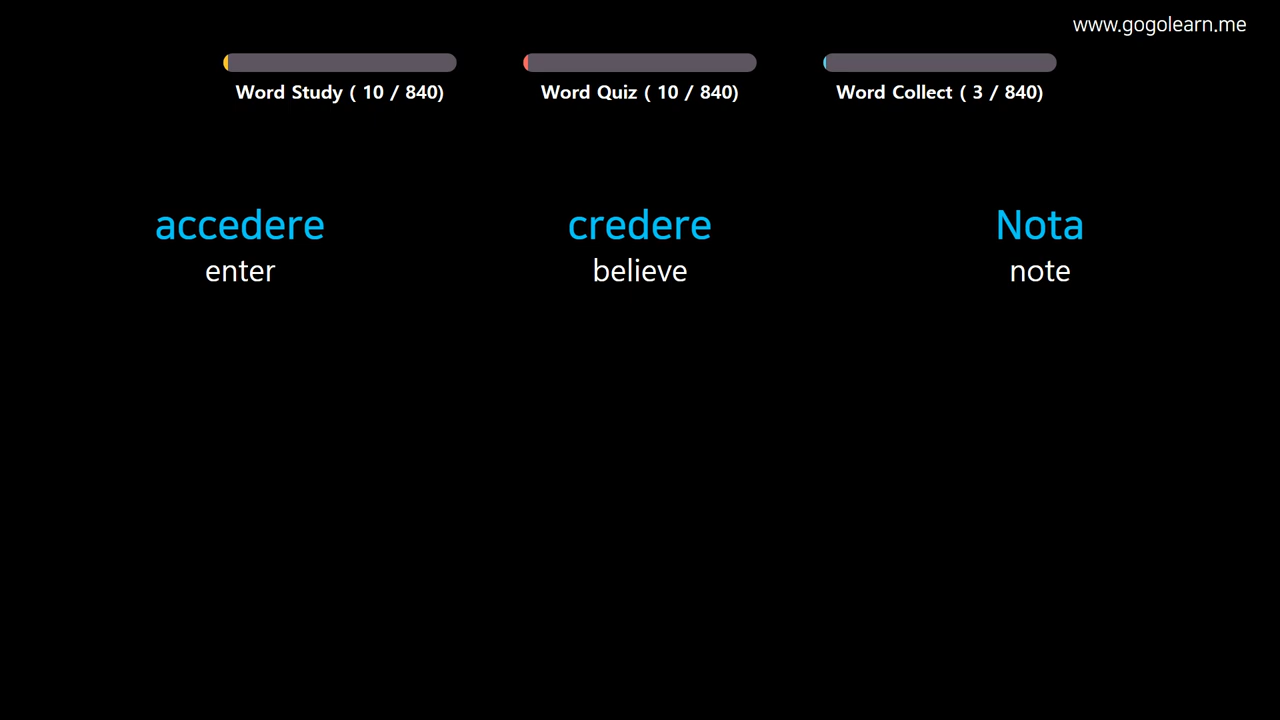 www.gogolearn.me
Word Study ( 10 / 840)
Word Quiz ( 10 / 840)
Word Collect ( 3 / 840)
accedere
enter
credere
believe
Nota
note